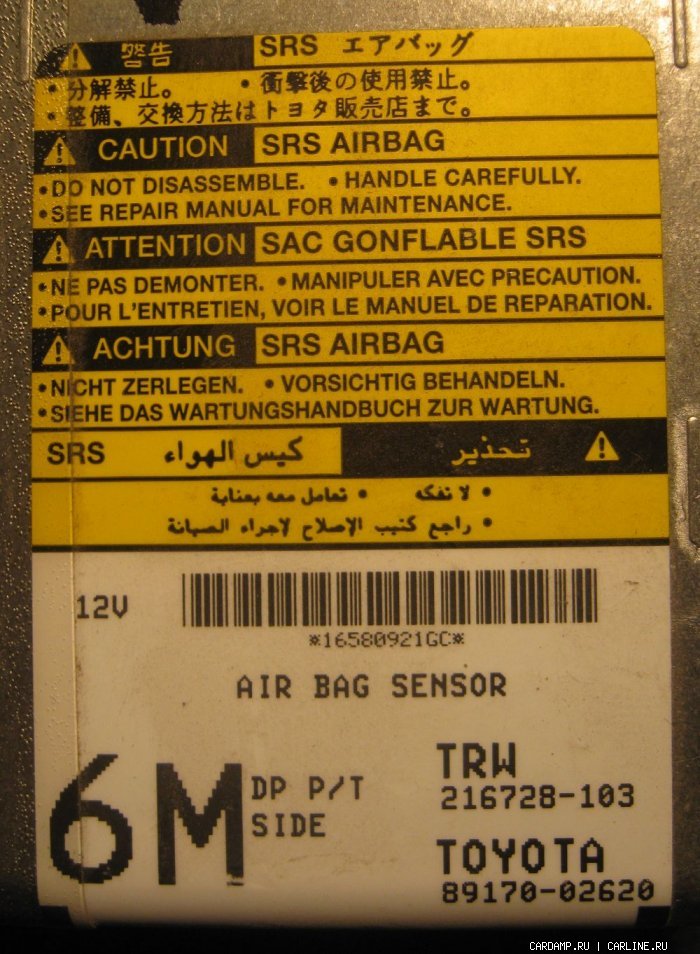 警告 SRS エアバッグ
・分解禁止。 ・衝撃後の使用禁止。
・整備、交換方法はトヨタ販売店まで。
CAUTION SRS AIRBAG
•DO NOT DISASSEMBLE. •HANDLE CAREFULLY.
•SEE REPAIR MANUAL FOR MAINTENANCE.
ATTENTION SAC GONFLABLE SRS
•NE PAS DEMONTER. •MANIPULER AVEC PRECAUTION.
•POUR L'ENTRETIEN, VOIR LE MANUEL DE REPARATION.
ACHTUNG SRS AIRBAG
•NICHT ZERLEGEN. •VORSICHTIG BEHANDELN.
•SIEHE DAS WARTUNGSHANDBUCH ZUR WARTUNG.
تحذير كيس الهواء SRS
• لا تفكه • تعامل معه بعناية
• راجع كتيب الإصلاح لاجراء الصيانة
12V
*16580921GC*
AIR BAG SENSOR
6M
DP P/T
SIDE
TRW
216728-103
TOYOTA
89170-02620
CARDAMP.RU | CARLINE.RU